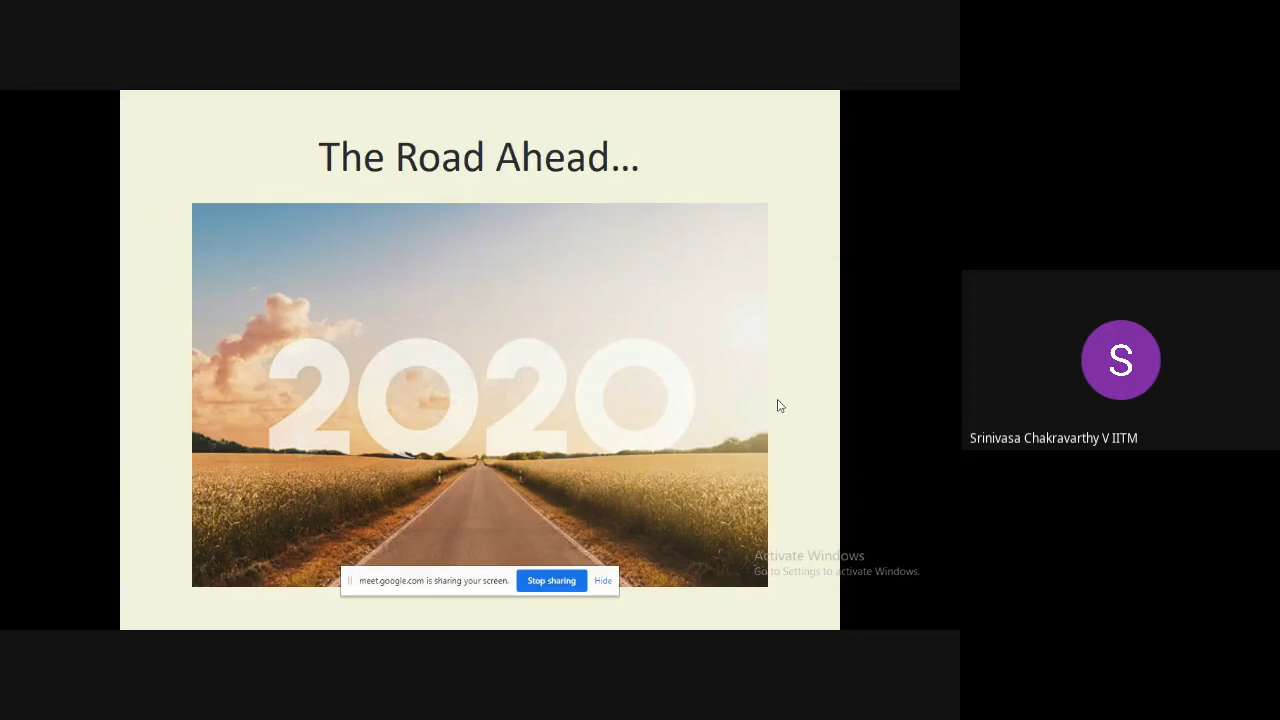 The Road Ahead...
2020
S
Srinivasa Chakravarthy V IITM
Activate Windows
Go to Settings to activate Windows.
meet.google.com is sharing your screen. Stop sharing Hide